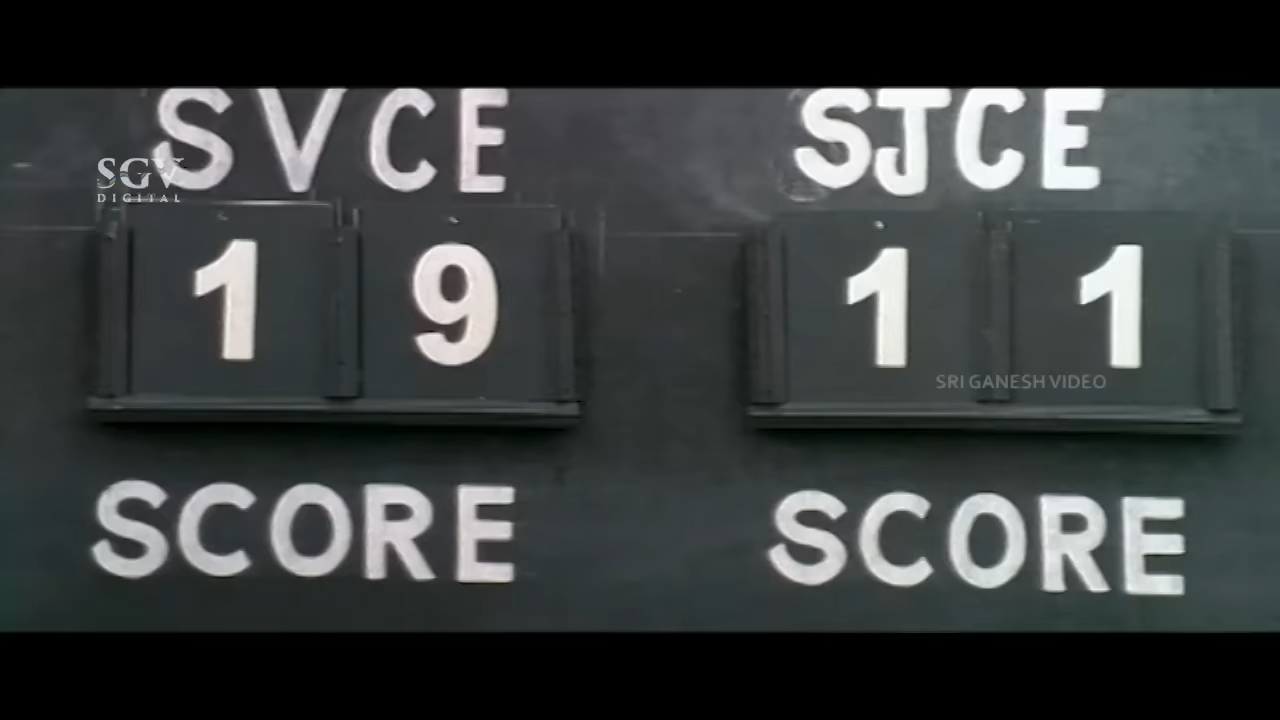 SVCE SJCE
SGV
DIGITAL
19 11
SRI GANESH VIDEO
SCORE SCORE